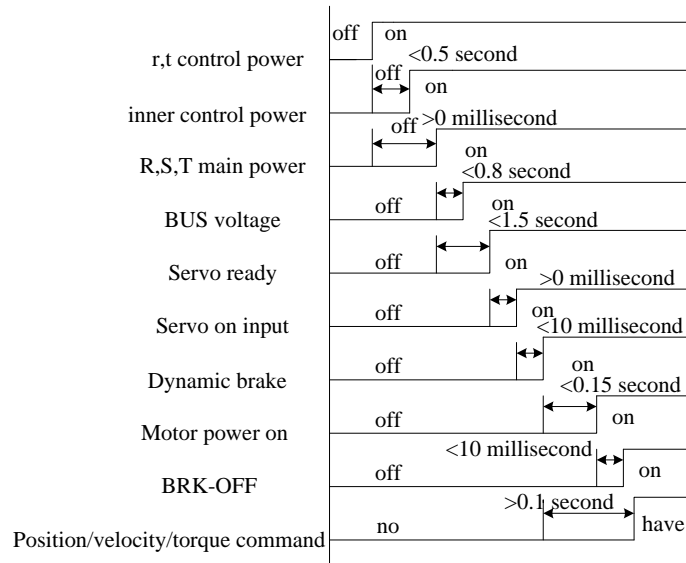 off on
r,t control power <0.5 second
off
on
inner control power
off >0 millisecond
R,S,T main power on
<0.8 second
BUS voltage off on
<1.5 second
Servo ready off on
>0 millisecond
Servo on input off on
<10 millisecond
Dynamic brake off on
<0.15 second
Motor power on off on
<10 millisecond
BRK-OFF off on
>0.1 second
Position/velocity/torque command no have